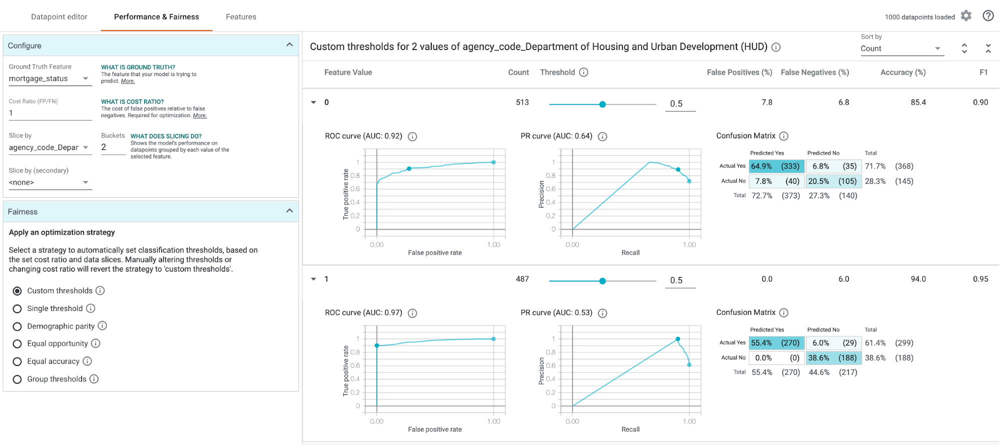 Datapoint editor
Performance & Fairness
Features
1000 datapoints loaded
Configure
Ground Truth Feature
mortgage_status
WHAT IS GROUND TRUTH?
The feature that your model is trying to
predict. More.
Cost Ratio (FP/FN)
1
WHAT IS COST RATIO?
The cost of false positives relative to false
negatives. Required for optimization. More.
Slice by
agency_code_Depar
Buckets
2
WHAT DOES SLICING DO?
Shows the model's performance on
datapoints grouped by each value of the
selected feature.
Slice by (secondary)
<none>
Fairness
Apply an optimization strategy
Select a strategy to automatically set classification thresholds, based on
the set cost ratio and data slices. Manually altering thresholds or
changing cost ratio will revert the strategy to 'custom thresholds'.
Custom thresholds
Single threshold
Demographic parity
Equal opportunity
Equal accuracy
Group thresholds
Custom thresholds for 2 values of agency_code_Department of Housing and Urban Development (HUD)
Sort by
Count
Feature Value Count Threshold False Positives (%) False Negatives (%) Accuracy (%) F1
0 513 0.5 7.8 6.8 85.4 0.90
ROC curve (AUC: 0.92)
True positive rate
1
0.8
0.6
0.4
0.2
0
0.00 1.00
False positive rate
PR curve (AUC: 0.64)
Precision
1
0.8
0.6
0.4
0.2
0
0.00 1.00
Recall
Confusion Matrix
Predicted Yes Predicted No Total
Actual Yes 64.9% (333) 6.8% (35) 71.7% (368)
Actual No 7.8% (40) 20.5% (105) 28.3% (145)
Total 72.7% (373) 27.3% (140)
1 487 0.5 0.0 6.0 94.0 0.95
ROC curve (AUC: 0.97)
True positive rate
1
0.8
0.6
0.4
0.2
0
0.00 1.00
False positive rate
PR curve (AUC: 0.53)
Precision
1
0.8
0.6
0.4
0.2
0
0.00 1.00
Recall
Confusion Matrix
Predicted Yes Predicted No Total
Actual Yes 55.4% (270) 6.0% (29) 61.4% (299)
Actual No 0.0% (0) 38.6% (188) 38.6% (188)
Total 55.4% (270) 44.6% (217)